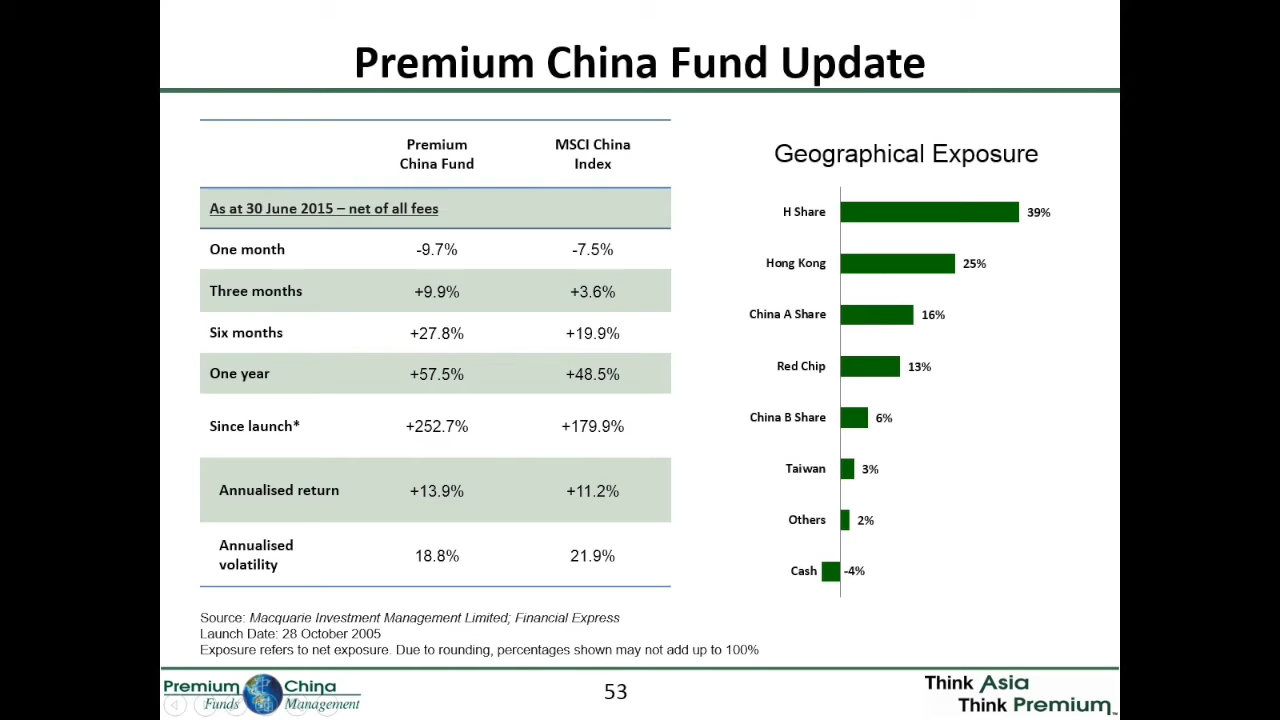 Premium China Fund Update
Premium China Fund
MSCI China Index
As at 30 June 2015 – net of all fees
One month -9.7% -7.5%
Three months +9.9% +3.6%
Six months +27.8% +19.9%
One year +57.5% +48.5%
Since launch* +252.7% +179.9%
Annualised return +13.9% +11.2%
Annualised volatility 18.8% 21.9%
Geographical Exposure
H Share 39%
Hong Kong 25%
China A Share 16%
Red Chip 13%
China B Share 6%
Taiwan 3%
Others 2%
Cash -4%
Source: Macquarie Investment Management Limited; Financial Express
Launch Date: 28 October 2005
Exposure refers to net exposure. Due to rounding, percentages shown may not add up to 100%
Premium China
Funds Management
53
Think Asia
Think Premium™